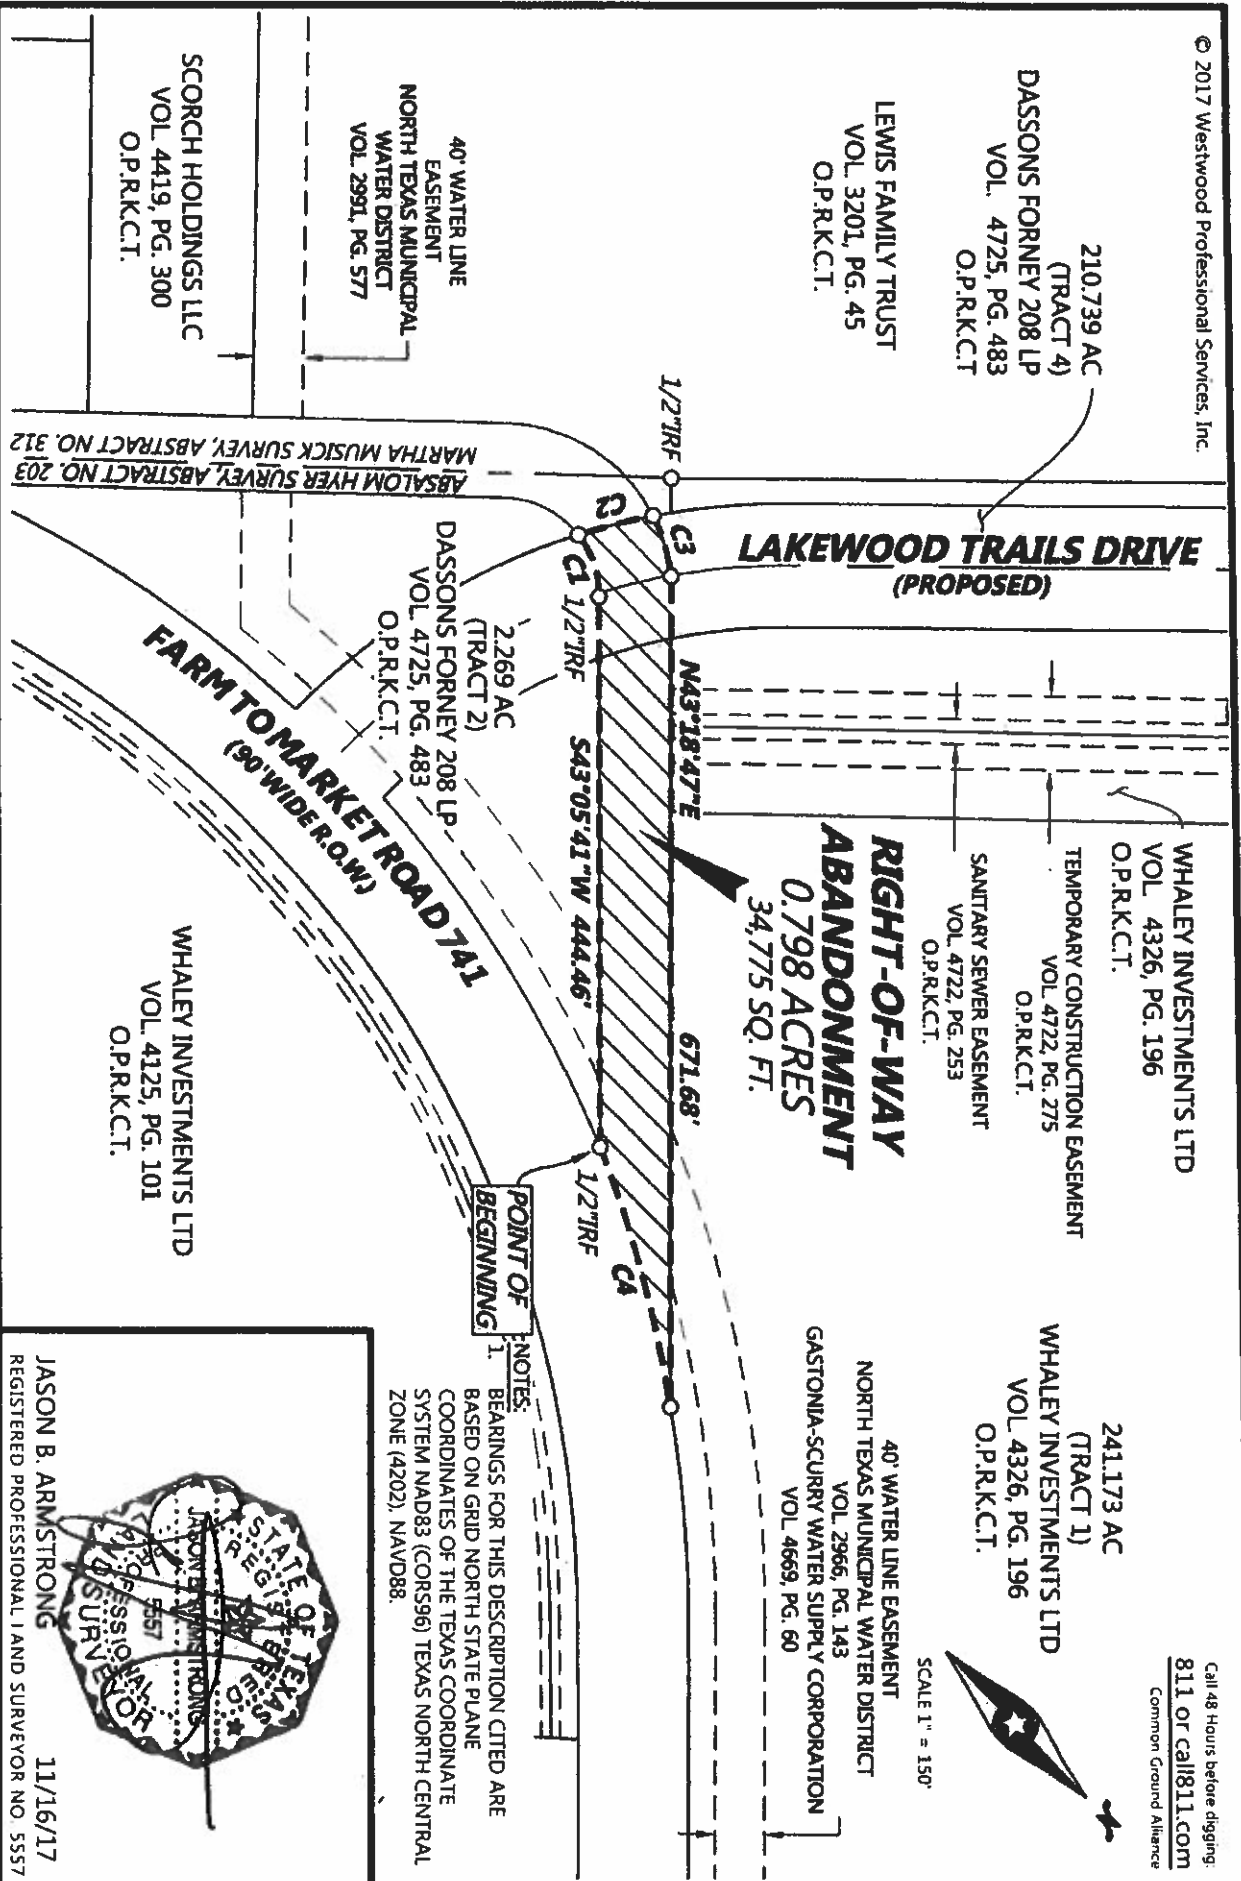 © 2017 Westwood Professional Services, Inc.
Call 48 Hours before digging:
811 or call811.com
Common Ground Alliance
210.739 AC
(TRACT 4)
DASSONS FORNEY 208 LP
VOL. 4725, PG. 483
O.P.R.K.C.T
LEWIS FAMILY TRUST
VOL. 3201, PG. 45
O.P.R.K.C.T.
WHALEY INVESTMENTS LTD
VOL. 4326, PG. 196
O.P.R.K.C.T.
TEMPORARY CONSTRUCTION EASEMENT
VOL. 4722, PG. 275
O.P.R.K.C.T.
SANITARY SEWER EASEMENT
VOL. 4722, PG. 253
O.P.R.K.C.T.
241.173 AC
(TRACT 1)
WHALEY INVESTMENTS LTD
VOL. 4326, PG. 196
O.P.R.K.C.T.
SCALE 1" = 150'
LAKEWOOD TRAILS DRIVE
(PROPOSED)
RIGHT-OF-WAY
ABANDONMENT
0.798 ACRES
34,775 SQ. FT.
40' WATER LINE EASEMENT
NORTH TEXAS MUNICIPAL WATER DISTRICT
VOL. 2966, PG. 143
GASTONIA-SCURRY WATER SUPPLY CORPORATION
VOL. 4669, PG. 60
1/2"IRF
C3
N43°18'47"E
671.68'
C2
C1
1/2"IRF
S43°05'41"W 444.46'
1/2"IRF
C4
POINT OF
BEGINNING
40' WATER LINE
EASEMENT
NORTH TEXAS MUNICIPAL
WATER DISTRICT
VOL. 2991, PG. 577
MARTHA MUSICK SURVEY, ABSTRACT NO. 312
ABSALOM HYER SURVEY, ABSTRACT NO. 203
2.269 AC
(TRACT 2)
DASSONS FORNEY 208 LP
VOL. 4725, PG. 483
O.P.R.K.C.T.
FARM TO MARKET ROAD 741
(90' WIDE R.O.W)
SCORCH HOLDINGS LLC
VOL. 4419, PG. 300
O.P.R.K.C.T.
WHALEY INVESTMENTS LTD
VOL. 4125, PG. 101
O.P.R.K.C.T.
NOTES:
1. BEARINGS FOR THIS DESCRIPTION CITED ARE
BASED ON GRID NORTH STATE PLANE
COORDINATES OF THE TEXAS COORDINATE
SYSTEM NAD83 (CORS96) TEXAS NORTH CENTRAL
ZONE (4202), NAVD88.
STATE OF TEXAS
REGISTERED
JASON B. ARMSTRONG
5557
PROFESSIONAL
SURVEYOR
JASON B. ARMSTRONG 11/16/17
REGISTERED PROFESSIONAL LAND SURVEYOR NO. 5557